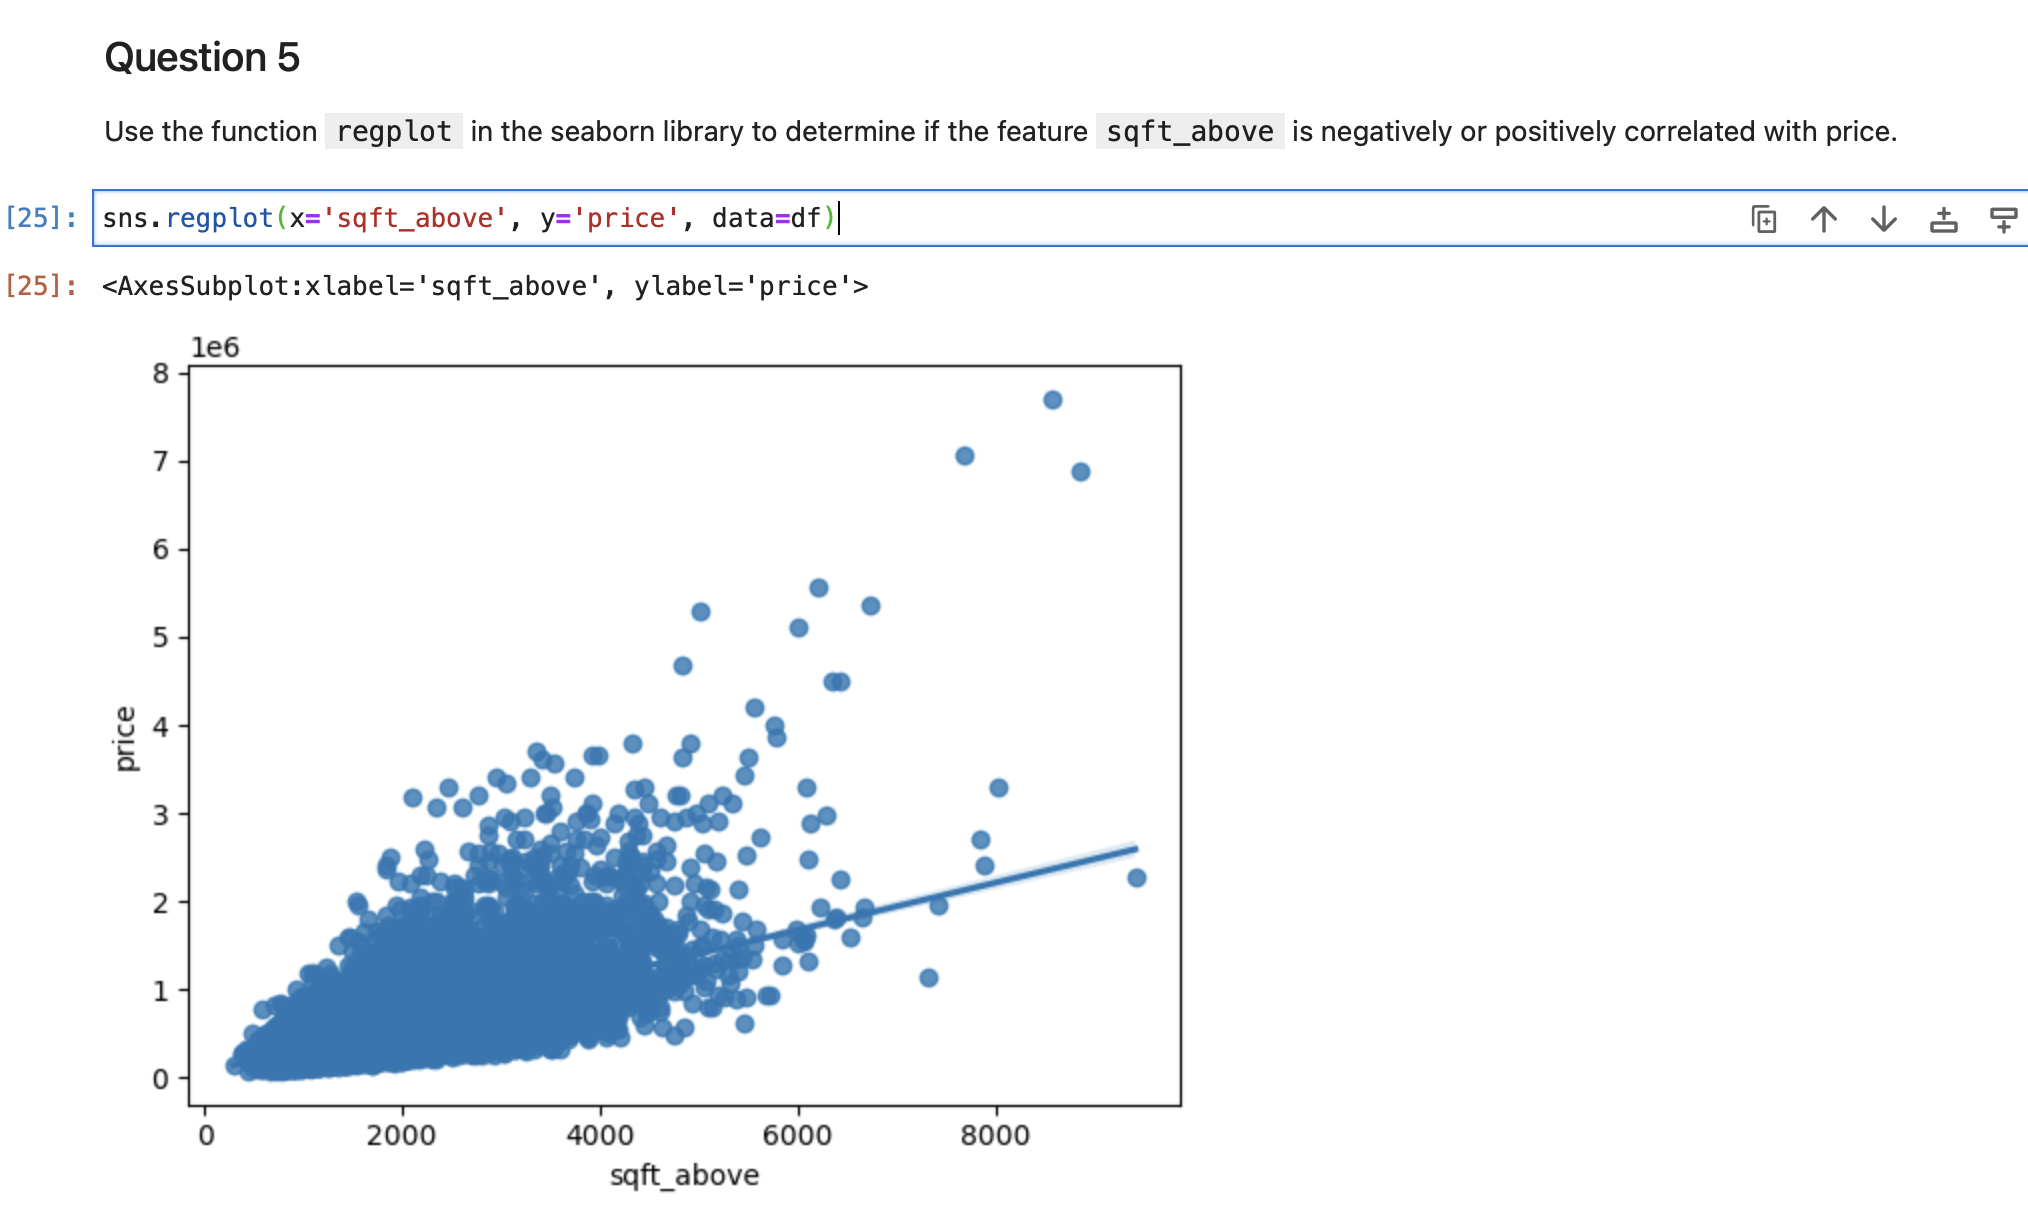 Question 5
Use the function regplot in the seaborn library to determine if the feature sqft_above is negatively or positively correlated with price.
[25]: sns.regplot(x='sqft_above', y='price', data=df)
[25]: <AxesSubplot:xlabel='sqft_above', ylabel='price'>
1e6
8
7
6
5
4
3
2
1
0
price
0 2000 4000 6000 8000
sqft_above